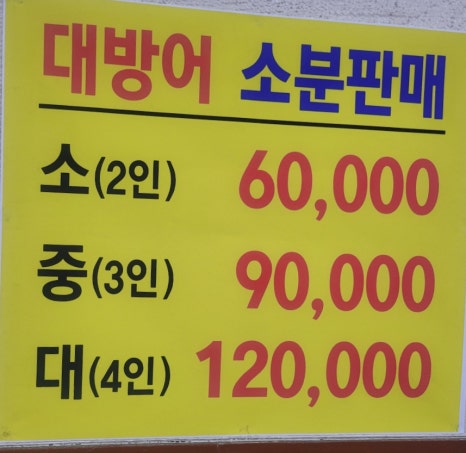 대방어 소분판매
소(2인) 60,000
중(3인) 90,000
대(4인) 120,000